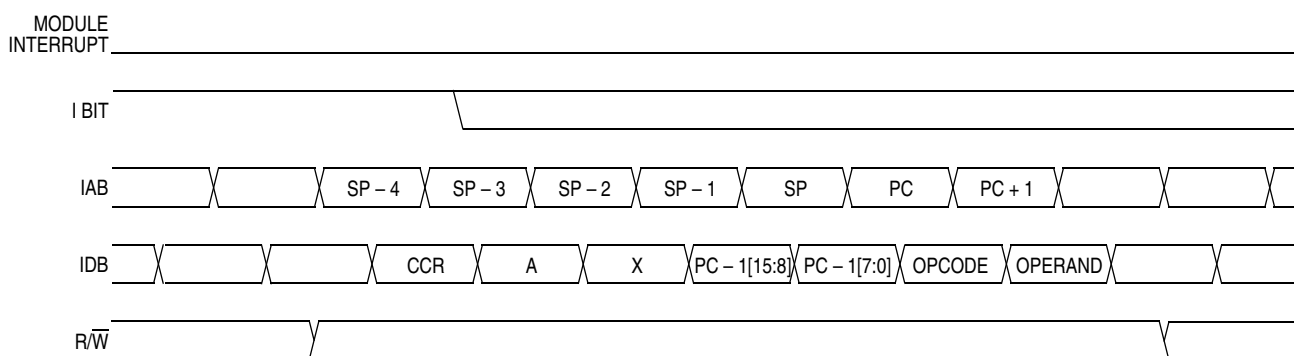 MODULE
INTERRUPT
I BIT
IAB SP – 4 SP – 3 SP – 2 SP – 1 SP PC PC + 1
IDB CCR A X PC – 1[15:8] PC – 1[7:0] OPCODE OPERAND
R/W̅